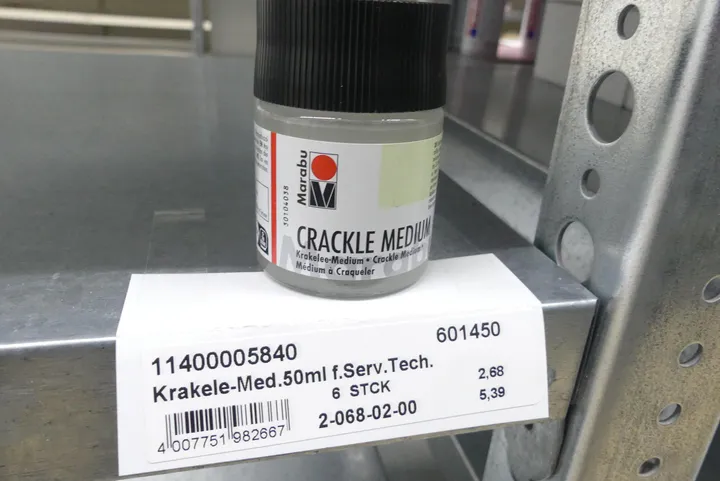 Marabu
30104038
CRACKLE MEDIUM
Krakelee-Medium • Crackle Medium
Médium à Craqueler
11400005840
601450
Krakele-Med.50ml f.Serv.Tech.
6 STCK
2,68
2-068-02-00
5,39
4 007751 982667